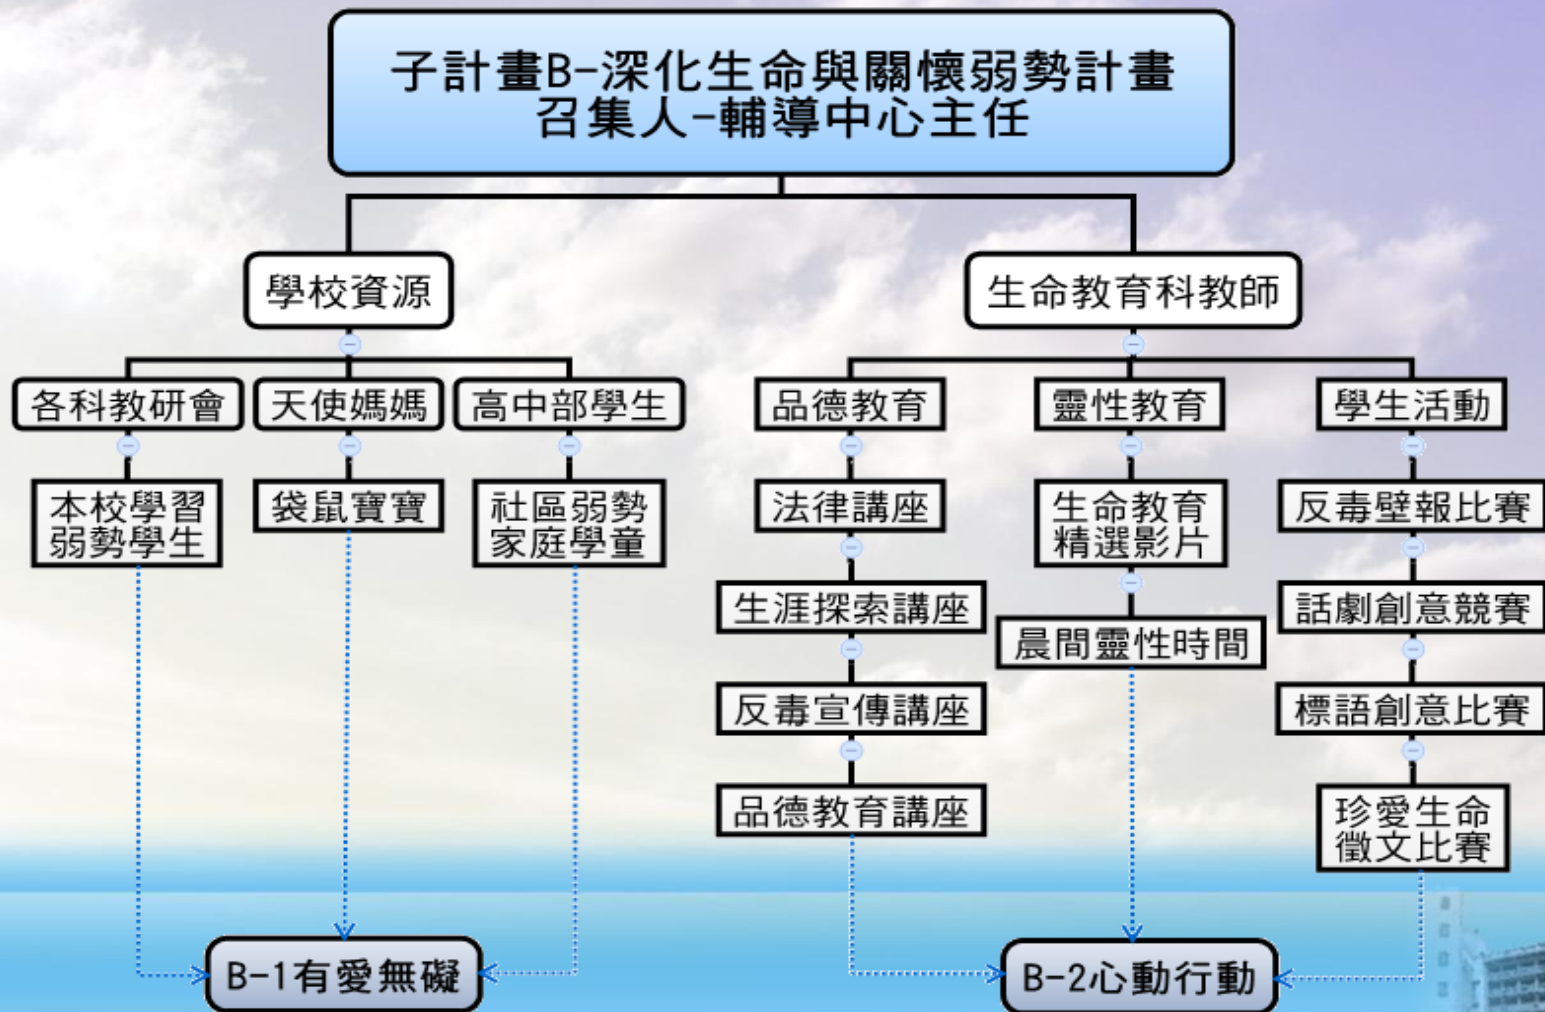 子計畫B-深化生命與關懷弱勢計畫
召集人-輔導中心主任
學校資源
生命教育科教師
各科教研會
天使媽媽
高中部學生
品德教育
靈性教育
學生活動
本校學習
弱勢學生
袋鼠寶寶
社區弱勢
家庭學童
法律講座
生命教育
精選影片
反毒壁報比賽
生涯探索講座
晨間靈性時間
話劇創意競賽
反毒宣傳講座
標語創意比賽
品德教育講座
珍愛生命
徵文比賽
B-1有愛無礙
B-2心動行動